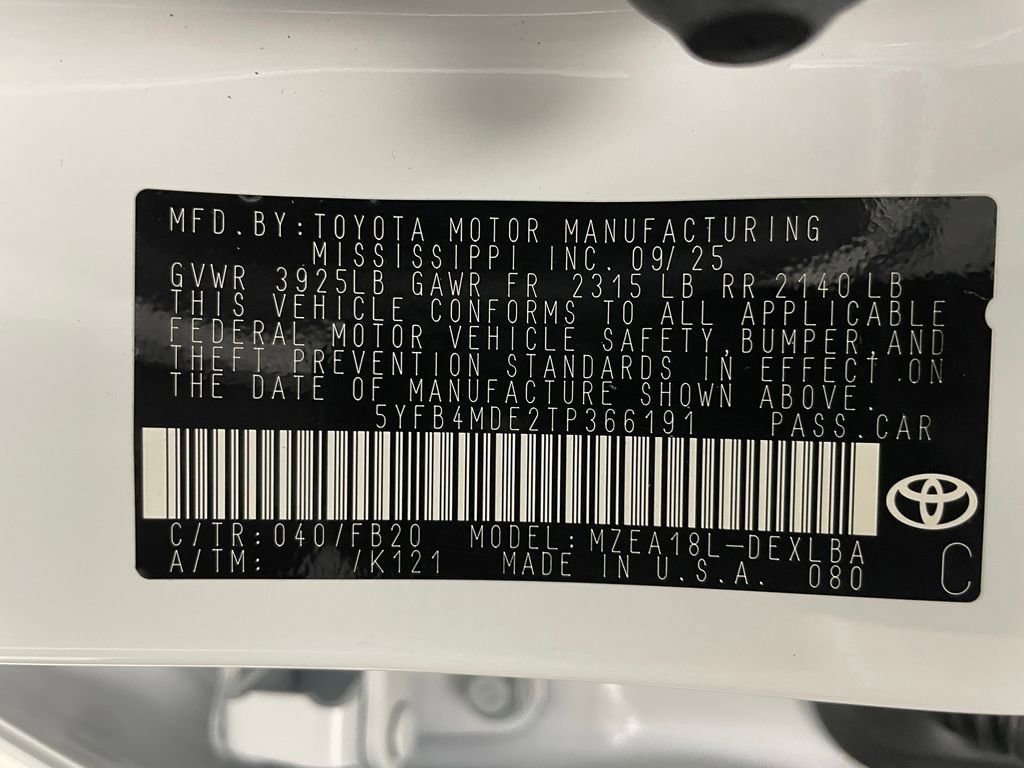 MFD. BY: TOYOTA MOTOR MANUFACTURING
MISSISSIPPI INC. 09/25
GVWR 3925LB GAWR FR 2315 LB RR 2140 LB
THIS VEHICLE CONFORMS TO ALL APPLICABLE
FEDERAL MOTOR VEHICLE SAFETY, BUMPER, AND
THEFT PREVENTION STANDARDS IN EFFECT ON
THE DATE OF MANUFACTURE SHOWN ABOVE.
5YFB4MDE2TP366191 PASS. CAR
C/TR: 040/FB20 MODEL: MZEA18L-DEXLBA
A/TM: /K121 MADE IN U.S.A. 080 C